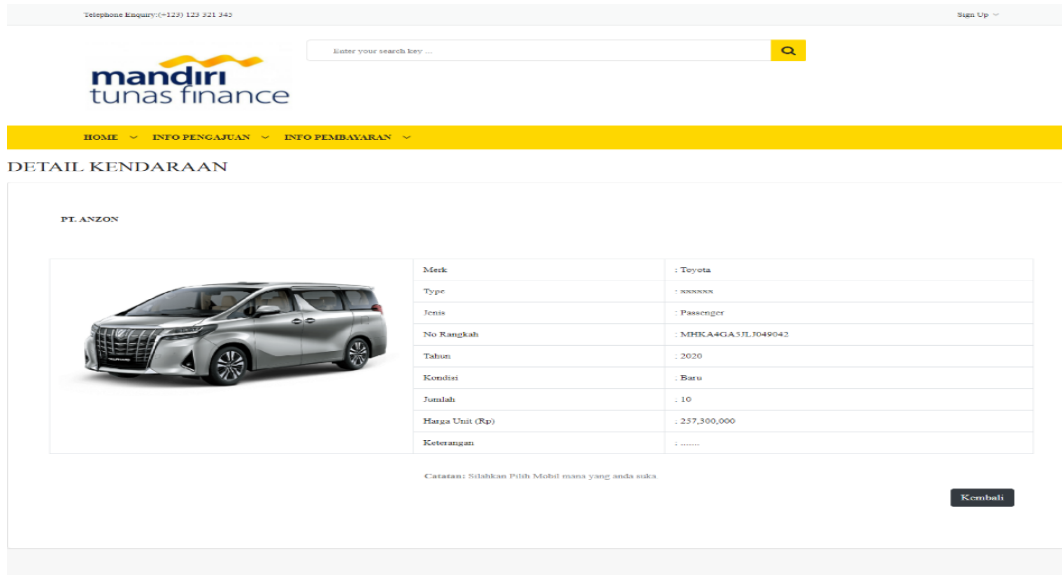 Telephone Enquiry:(+123) 123 321 345
Sign Up
mandiri
tunas finance
Enter your search key ...
HOME INFO PENGAJUAN INFO PEMBAYARAN
DETAIL KENDARAAN
PT. ANZON
Merk : Toyota
Type : xxxxxx
Jenis : Passenger
No Rangkah : MHKA4GA5JLJ049042
Tahun : 2020
Kondisi : Baru
Jumlah : 10
Harga Unit (Rp) : 257,300,000
Keterangan : .......
Catatan: Silahkan Pilih Mobil mana yang anda suka
Kembali